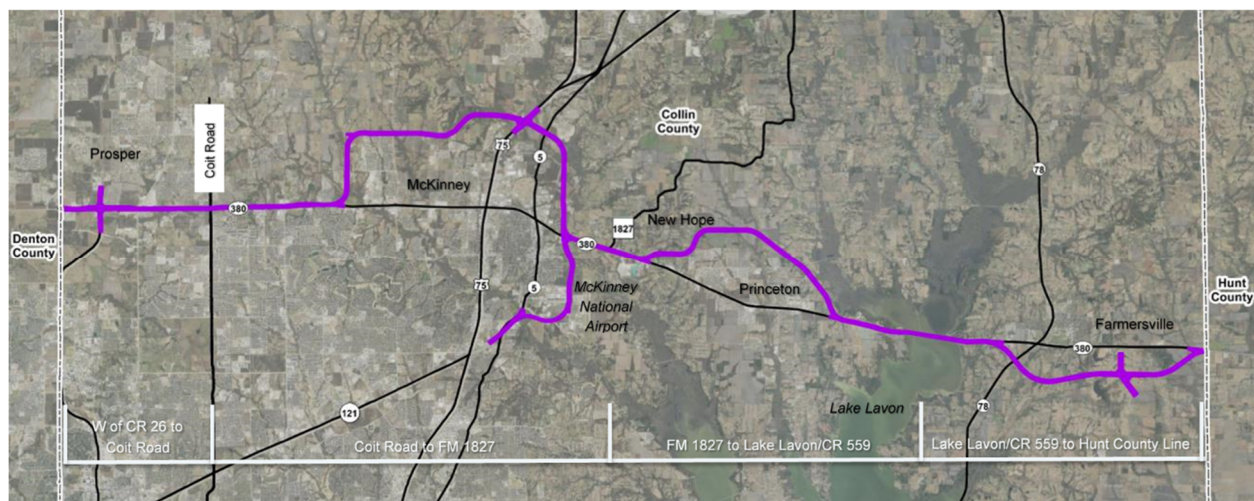 Prosper
Coit Road
75
Collin
County
5
78
McKinney
380
Denton
County
1827
New Hope
380
75
5
McKinney
National
Airport
Princeton
Hunt
County
Farmersville
380
121
Lake Lavon
78
W of CR 26 to
Coit Road
Coit Road to FM 1827
FM 1827 to Lake Lavon/CR 559
Lake Lavon/CR 559 to Hunt County Line